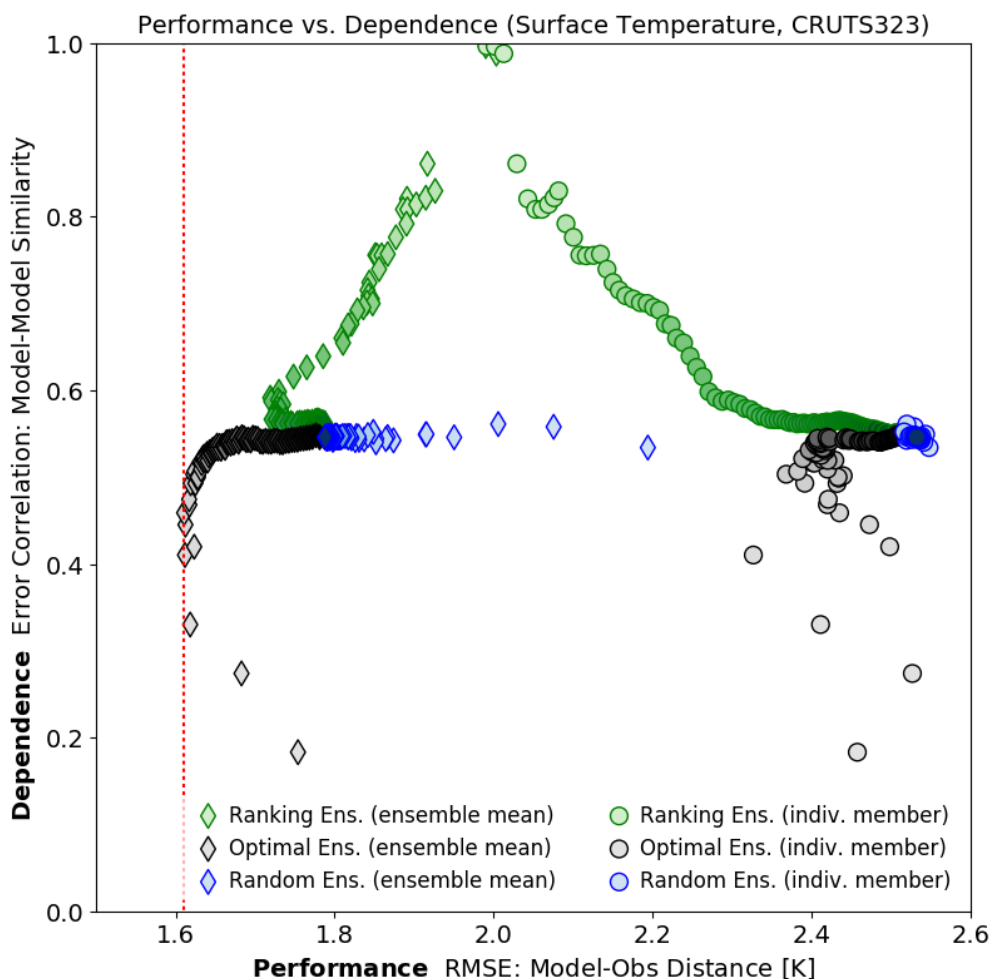 Performance vs. Dependence (Surface Temperature, CRUTS323)
Dependence Error Correlation: Model-Model Similarity
1.0
0.8
0.6
0.4
0.2
0.0
Ranking Ens. (ensemble mean)
Optimal Ens. (ensemble mean)
Random Ens. (ensemble mean)
Ranking Ens. (indiv. member)
Optimal Ens. (indiv. member)
Random Ens. (indiv. member)
1.6 1.8 2.0 2.2 2.4 2.6
Performance RMSE: Model-Obs Distance [K]